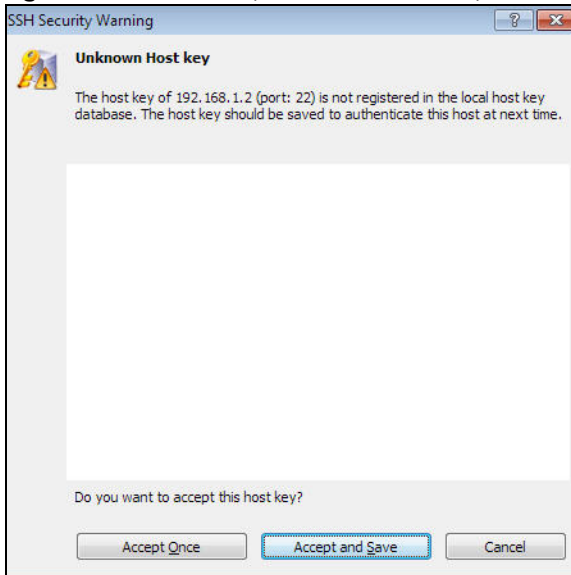 SSH Security Warning
Unknown Host key
The host key of 192.168.1.2 (port: 22) is not registered in the local host key
database. The host key should be saved to authenticate this host at next time.
Do you want to accept this host key?
Accept Once
Accept and Save
Cancel